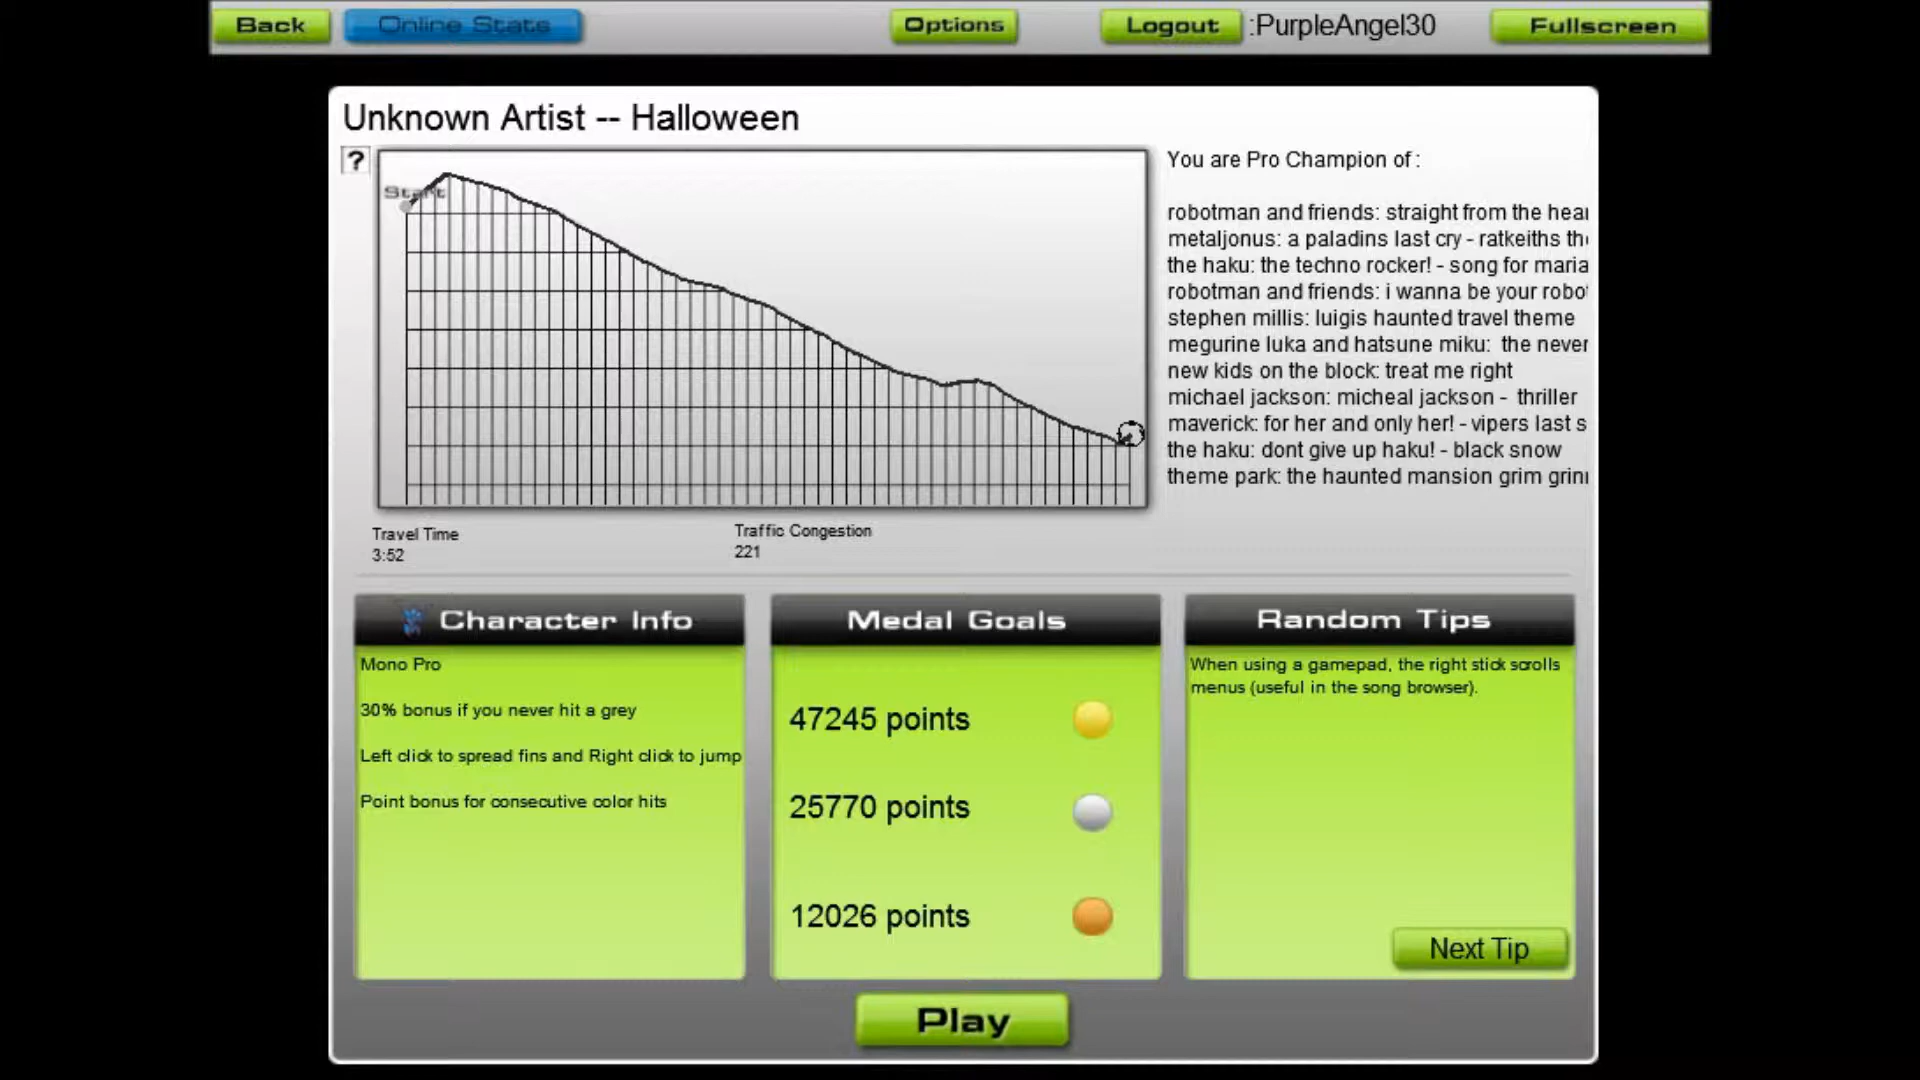 Back
Online Stats
Options
Logout
:PurpleAngel30
Fullscreen
Unknown Artist -- Halloween
?
Start
You are Pro Champion of :
robotman and friends: straight from the hear
metaljonus: a paladins last cry - ratkeiths the
the haku: the techno rocker! - song for maria
robotman and friends: i wanna be your robot
stephen millis: luigis haunted travel theme
megurine luka and hatsune miku:  the never
new kids on the block: treat me right
michael jackson: micheal jackson -  thriller
maverick: for her and only her! - vipers last s
the haku: dont give up haku! - black snow
theme park: the haunted mansion grim grinn
Travel Time
3:52
Traffic Congestion
221
Character Info
Mono Pro
30% bonus if you never hit a grey
Left click to spread fins and Right click to jump
Point bonus for consecutive color hits
Medal Goals
47245 points
25770 points
12026 points
Random Tips
When using a gamepad, the right stick scrolls
menus (useful in the song browser).
Next Tip
Play